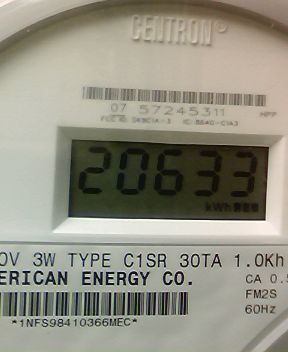 CENTRON®
07 57245311
20633
kWh
0V 3W TYPE C1SR 30TA 1.0Kh
ERICAN ENERGY CO.
CA 0.5
FM2S
60Hz
*1NFS98410366MEC*